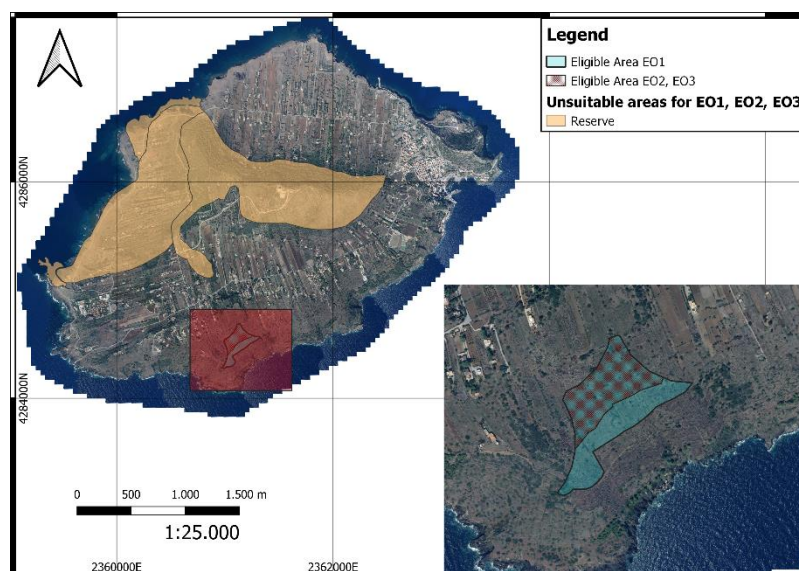 Legend
Eligible Area EO1
Eligible Area EO2, EO3
Unsuitable areas for EO1, EO2, EO3
Reserve
4286000N
4284000N
0 500 1.000 1.500 m
1:25.000
2360000E 2362000E